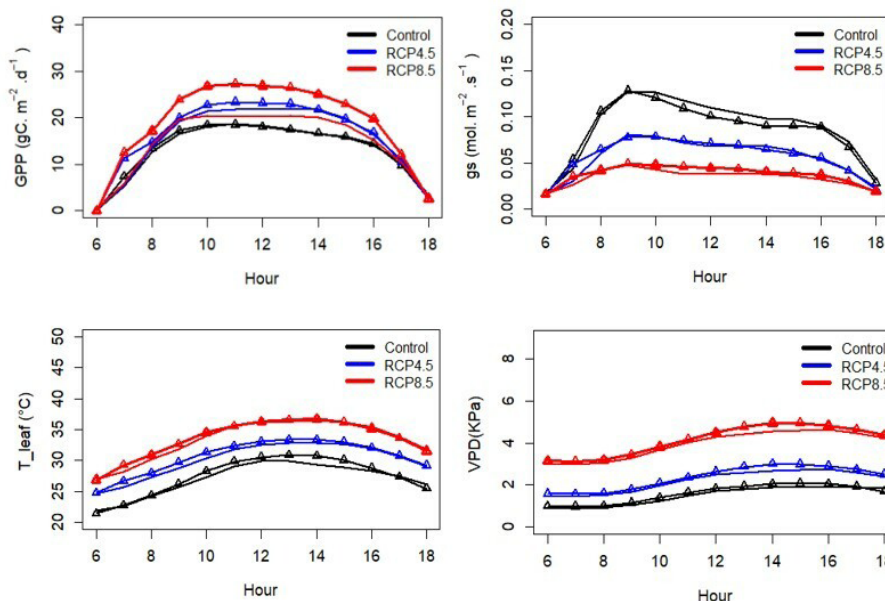 GPP (gC. m⁻² .d⁻¹)
40
30
20
10
0
Control
RCP4.5
RCP8.5
6 8 10 12 14 16 18
Hour
gs (mol. m⁻² .s⁻¹)
0.20
0.15
0.10
0.05
0.00
Control
RCP4.5
RCP8.5
6 8 10 12 14 16 18
Hour
T_leaf (°C)
50
45
40
35
30
25
20
Control
RCP4.5
RCP8.5
6 8 10 12 14 16 18
Hour
VPD(KPa)
8
6
4
2
0
Control
RCP4.5
RCP8.5
6 8 10 12 14 16 18
Hour